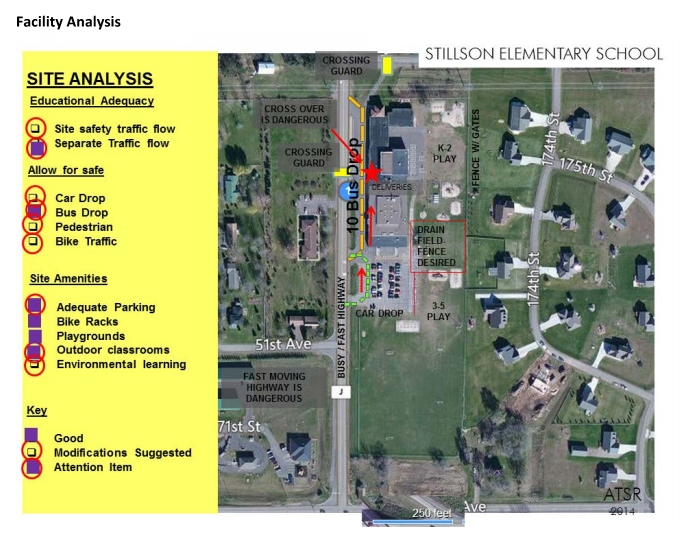 Facility Analysis
STILLSON ELEMENTARY SCHOOL
SITE ANALYSIS
Educational Adequacy
Site safety traffic flow
Separate Traffic flow
Allow for safe
Car Drop
Bus Drop
Pedestrian
Bike Traffic
Site Amenities
Adequate Parking
Bike Racks
Playgrounds
Outdoor classrooms
Environmental learning
Key
Good
Modifications Suggested
Attention Item
CROSSING
GUARD
CROSS OVER
IS DANGEROUS
CROSSING
GUARD
10 Bus Drop
DELIVERIES
K-2
PLAY
FENCE W/ GATES
174th St
175th St
DRAIN
FIELD-
FENCE
DESIRED
174th St
BUSY / FAST HIGHWAY
CAR DROP
3-5
PLAY
51st Ave
FAST MOVING
HIGHWAY IS
DANGEROUS
J
71st St
Ave
250 feet
ATSR
2014